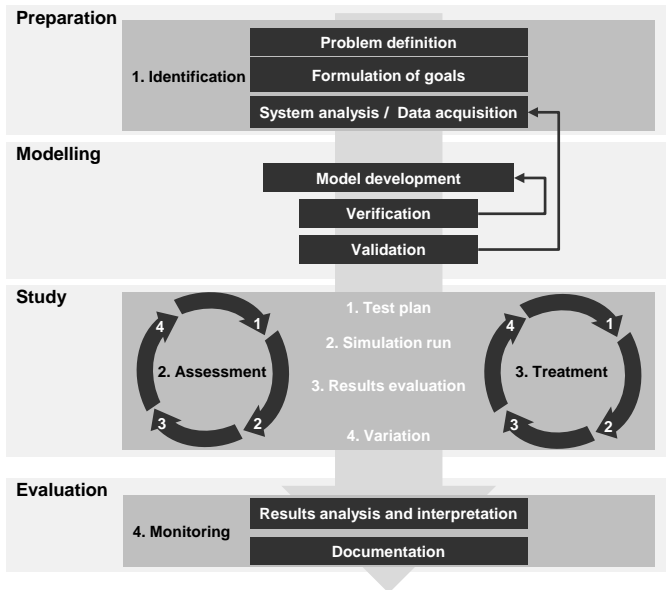 Preparation
Problem definition
1. Identification
Formulation of goals
System analysis / Data acquisition
Modelling
Model development
Verification
Validation
Study
4
1
2. Assessment
3
2
1. Test plan
2. Simulation run
3. Results evaluation
4. Variation
4
1
3. Treatment
3
2
Evaluation
4. Monitoring
Results analysis and interpretation
Documentation